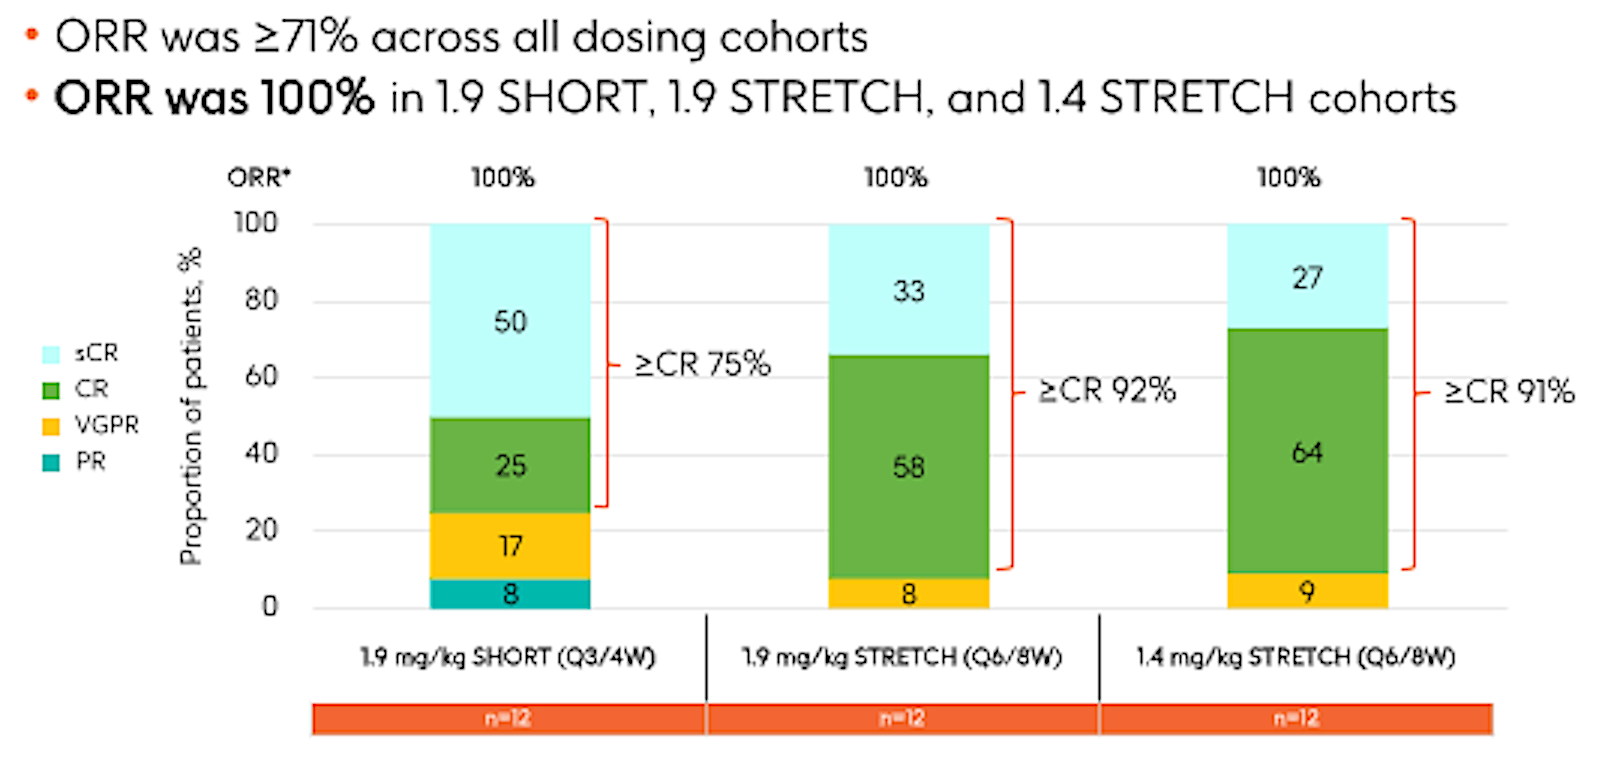 • ORR was ≥71% across all dosing cohorts
• ORR was 100% in 1.9 SHORT, 1.9 STRETCH, and 1.4 STRETCH cohorts
ORR* 100% 100% 100%
Proportion of patients, %
100
80
60
40
20
0
sCR
CR
VGPR
PR
50
25
17
8
≥CR 75%
33
58
8
≥CR 92%
27
64
9
≥CR 91%
1.9 mg/kg SHORT (Q3/4W) 1.9 mg/kg STRETCH (Q6/8W) 1.4 mg/kg STRETCH (Q6/8W)
n=12 n=12 n=12